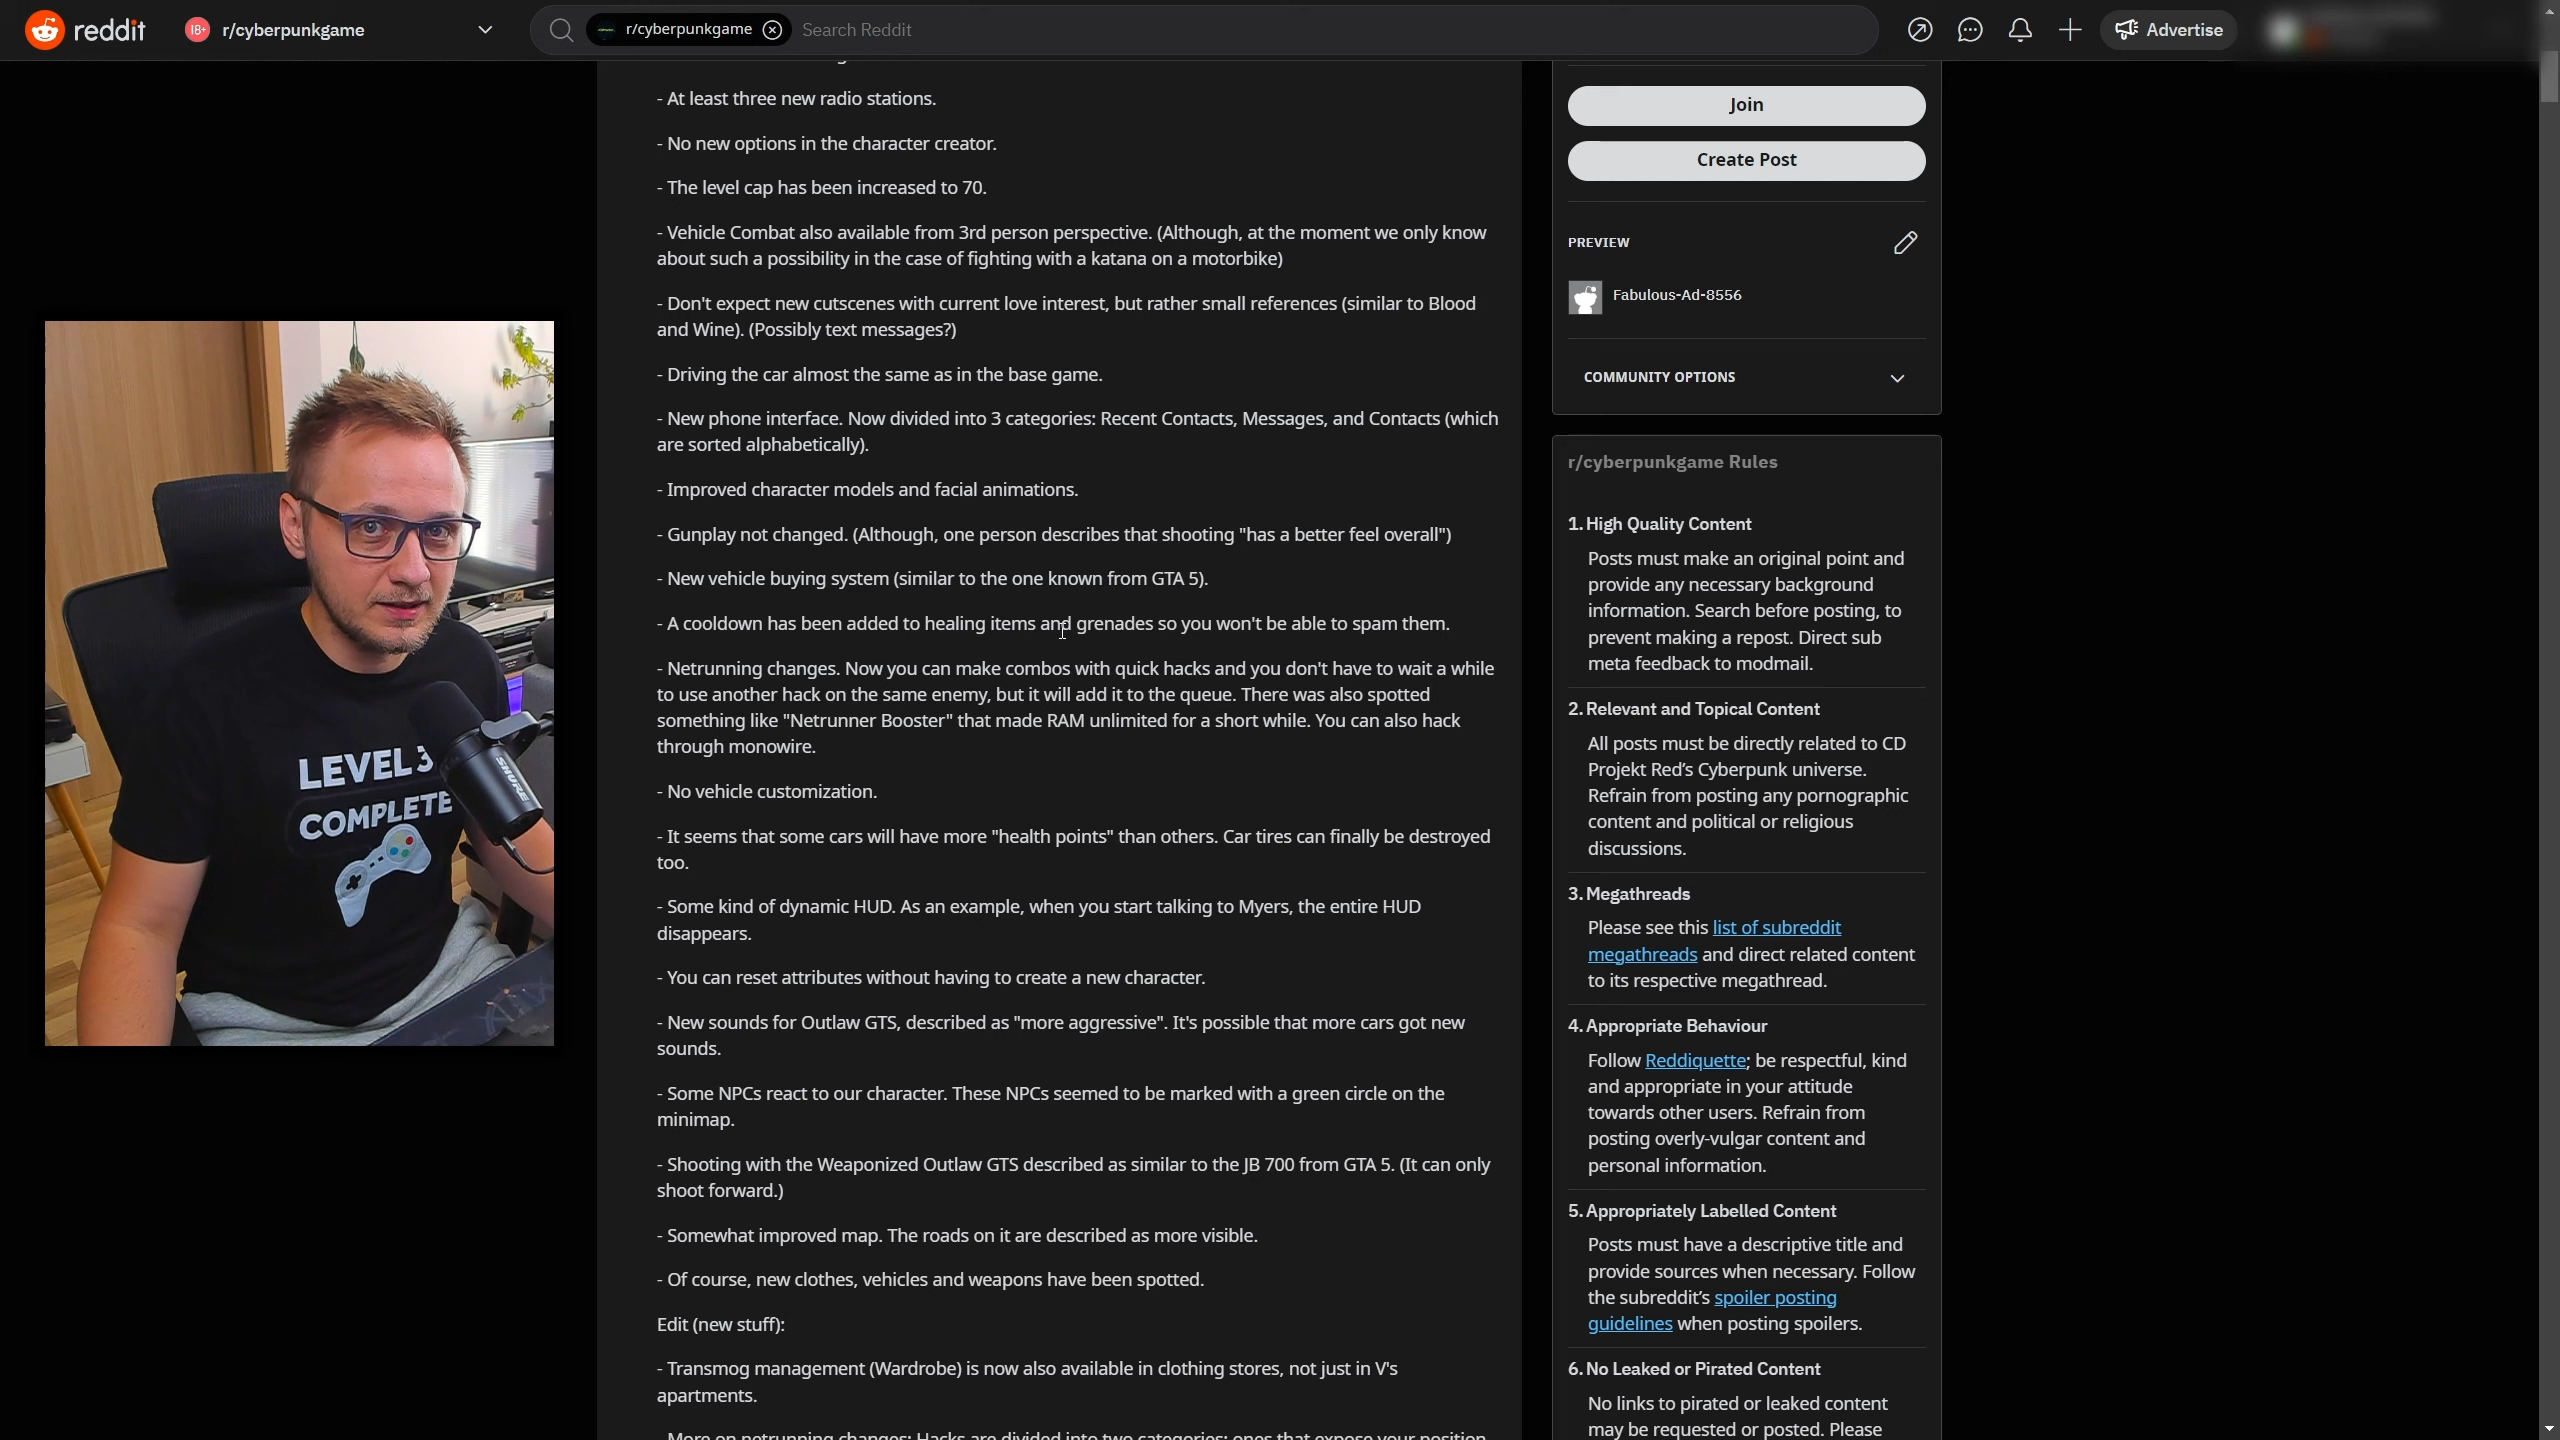 reddit
18+
r/cyberpunkgame
r/cyberpunkgame
Search Reddit
Advertise
- At least three new radio stations.
- No new options in the character creator.
- The level cap has been increased to 70.
- Vehicle Combat also available from 3rd person perspective. (Although, at the moment we only know
about such a possibility in the case of fighting with a katana on a motorbike)
- Don't expect new cutscenes with current love interest, but rather small references (similar to Blood
and Wine). (Possibly text messages?)
- Driving the car almost the same as in the base game.
- New phone interface. Now divided into 3 categories: Recent Contacts, Messages, and Contacts (which
are sorted alphabetically).
- Improved character models and facial animations.
- Gunplay not changed. (Although, one person describes that shooting "has a better feel overall")
- New vehicle buying system (similar to the one known from GTA 5).
- A cooldown has been added to healing items and grenades so you won't be able to spam them.
- Netrunning changes. Now you can make combos with quick hacks and you don't have to wait a while
to use another hack on the same enemy, but it will add it to the queue. There was also spotted
something like "Netrunner Booster" that made RAM unlimited for a short while. You can also hack
through monowire.
- No vehicle customization.
- It seems that some cars will have more "health points" than others. Car tires can finally be destroyed
too.
- Some kind of dynamic HUD. As an example, when you start talking to Myers, the entire HUD
disappears.
- You can reset attributes without having to create a new character.
- New sounds for Outlaw GTS, described as "more aggressive". It's possible that more cars got new
sounds.
- Some NPCs react to our character. These NPCs seemed to be marked with a green circle on the
minimap.
- Shooting with the Weaponized Outlaw GTS described as similar to the JB 700 from GTA 5. (It can only
shoot forward.)
- Somewhat improved map. The roads on it are described as more visible.
- Of course, new clothes, vehicles and weapons have been spotted.
Edit (new stuff):
- Transmog management (Wardrobe) is now also available in clothing stores, not just in V's
apartments.
- More on netrunning changes: Hacks are divided into two categories: ones that expose your position
Join
Create Post
PREVIEW
Fabulous-Ad-8556
COMMUNITY OPTIONS
r/cyberpunkgame Rules
1. High Quality Content
Posts must make an original point and
provide any necessary background
information. Search before posting, to
prevent making a repost. Direct sub
meta feedback to modmail.
2. Relevant and Topical Content
All posts must be directly related to CD
Projekt Red's Cyberpunk universe.
Refrain from posting any pornographic
content and political or religious
discussions.
3. Megathreads
Please see this list of subreddit
megathreads and direct related content
to its respective megathread.
4. Appropriate Behaviour
Follow Reddiquette; be respectful, kind
and appropriate in your attitude
towards other users. Refrain from
posting overly-vulgar content and
personal information.
5. Appropriately Labelled Content
Posts must have a descriptive title and
provide sources when necessary. Follow
the subreddit's spoiler posting
guidelines when posting spoilers.
6. No Leaked or Pirated Content
No links to pirated or leaked content
may be requested or posted. Please
LEVEL 3
COMPLETE
SHURE